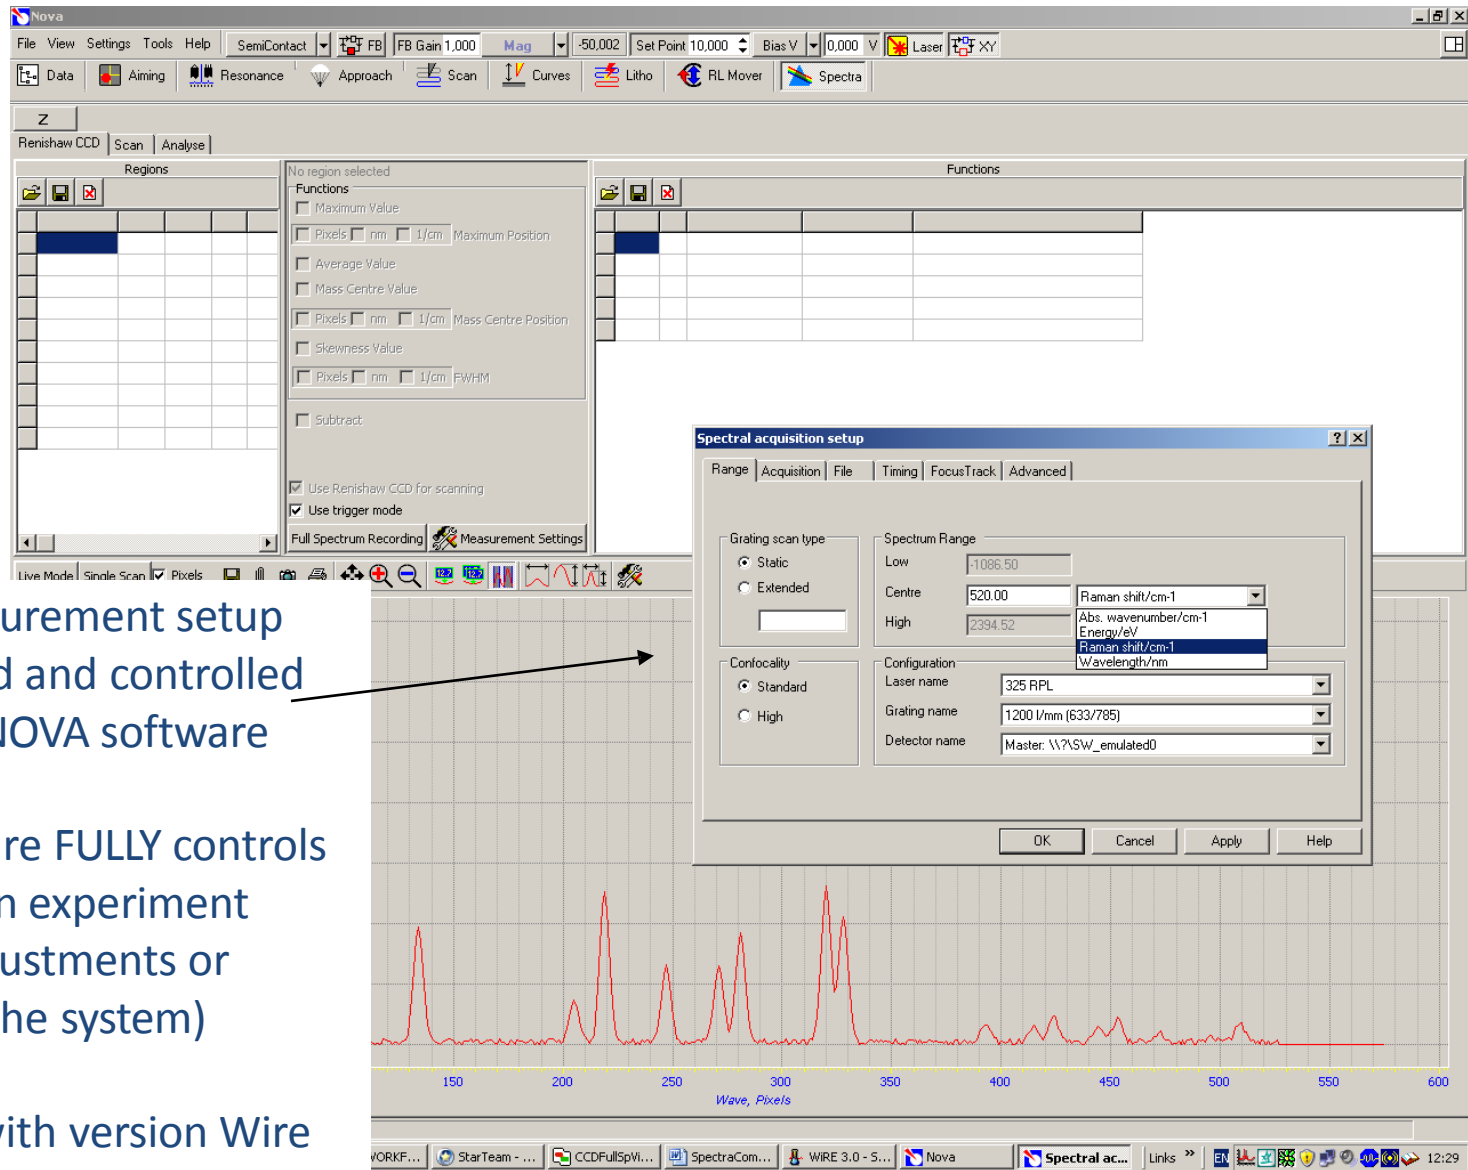 Nova
File View Settings Tools Help SemiContact FB FB Gain 1,000 Mag -50,002 Set Point 10,000 Bias V 0,000 V Laser XY
Data Aiming Resonance Approach Scan Curves Litho RL Mover Spectra
Z
Renishaw CCD Scan Analyse
Regions
No region selected
Functions
Maximum Value
Pixels nm 1/cm Maximum Position
Average Value
Mass Centre Value
Pixels nm 1/cm Mass Centre Position
Skewness Value
Pixels nm 1/cm FWHM
Subtract
Use Renishaw CCD for scanning
Use trigger mode
Full Spectrum Recording Measurement Settings
Functions
Spectral acquisition setup
Range Acquisition File Timing FocusTrack Advanced
Grating scan type
Static
Extended
Spectrum Range
Low -1086.50
Centre 520.00 Raman shift/cm-1
High 2394.52
Abs. wavenumber/cm-1
Energy/eV
Raman shift/cm-1
Wavelength/nm
Confocality
Standard
High
Configuration
Laser name 325 RPL
Grating name 1200 l/mm (633/785)
Detector name Master: \\?\SW_emulated0
OK Cancel Apply Help
Live Mode Single Scan Pixels
urement setup
d and controlled
NOVA software
re FULLY controls
n experiment
ustments or
he system)
with version Wire
150 200 250 300 350 400 450 500 550 600
Wave, Pixels
WORKF... StarTeam - ... CCDFullSpVi... SpectraCom... WiRE 3.0 - S... Nova Spectral ac... Links » EN 12:29